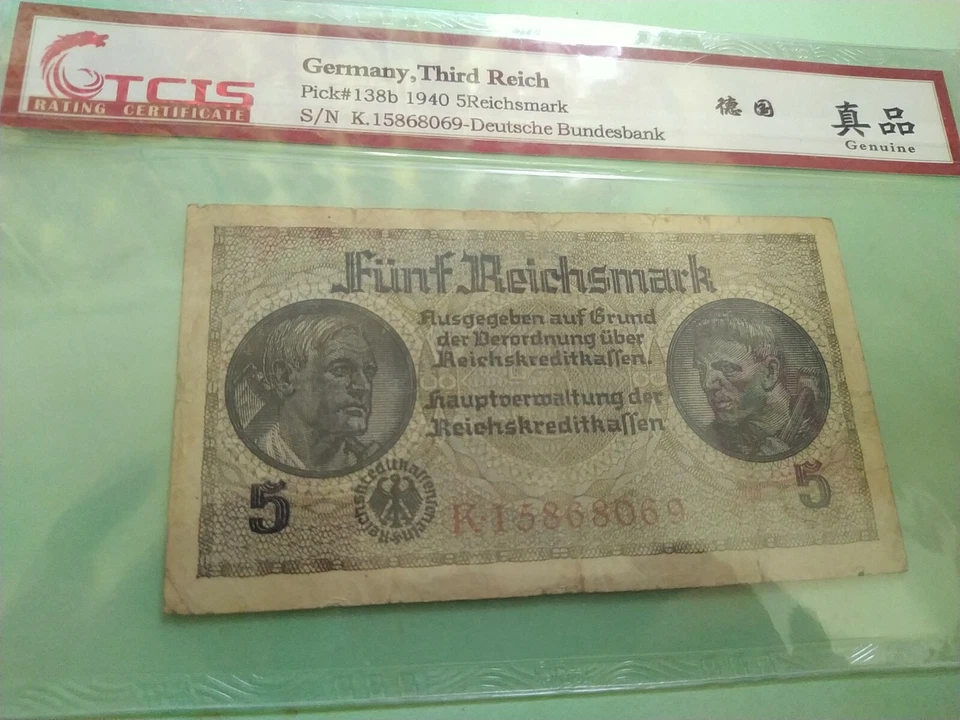 TCIS
RATING CERTIFICATE
Germany,Third Reich
Pick#138b 1940 5Reichsmark
S/N K.15868069-Deutsche Bundesbank
德国
真品
Genuine
Fünf Reichsmark
Ausgegeben auf Grund
der Verordnung über
Reichskreditkassen.
Hauptverwaltung der
Reichskreditkassen
5
5
K·15868069